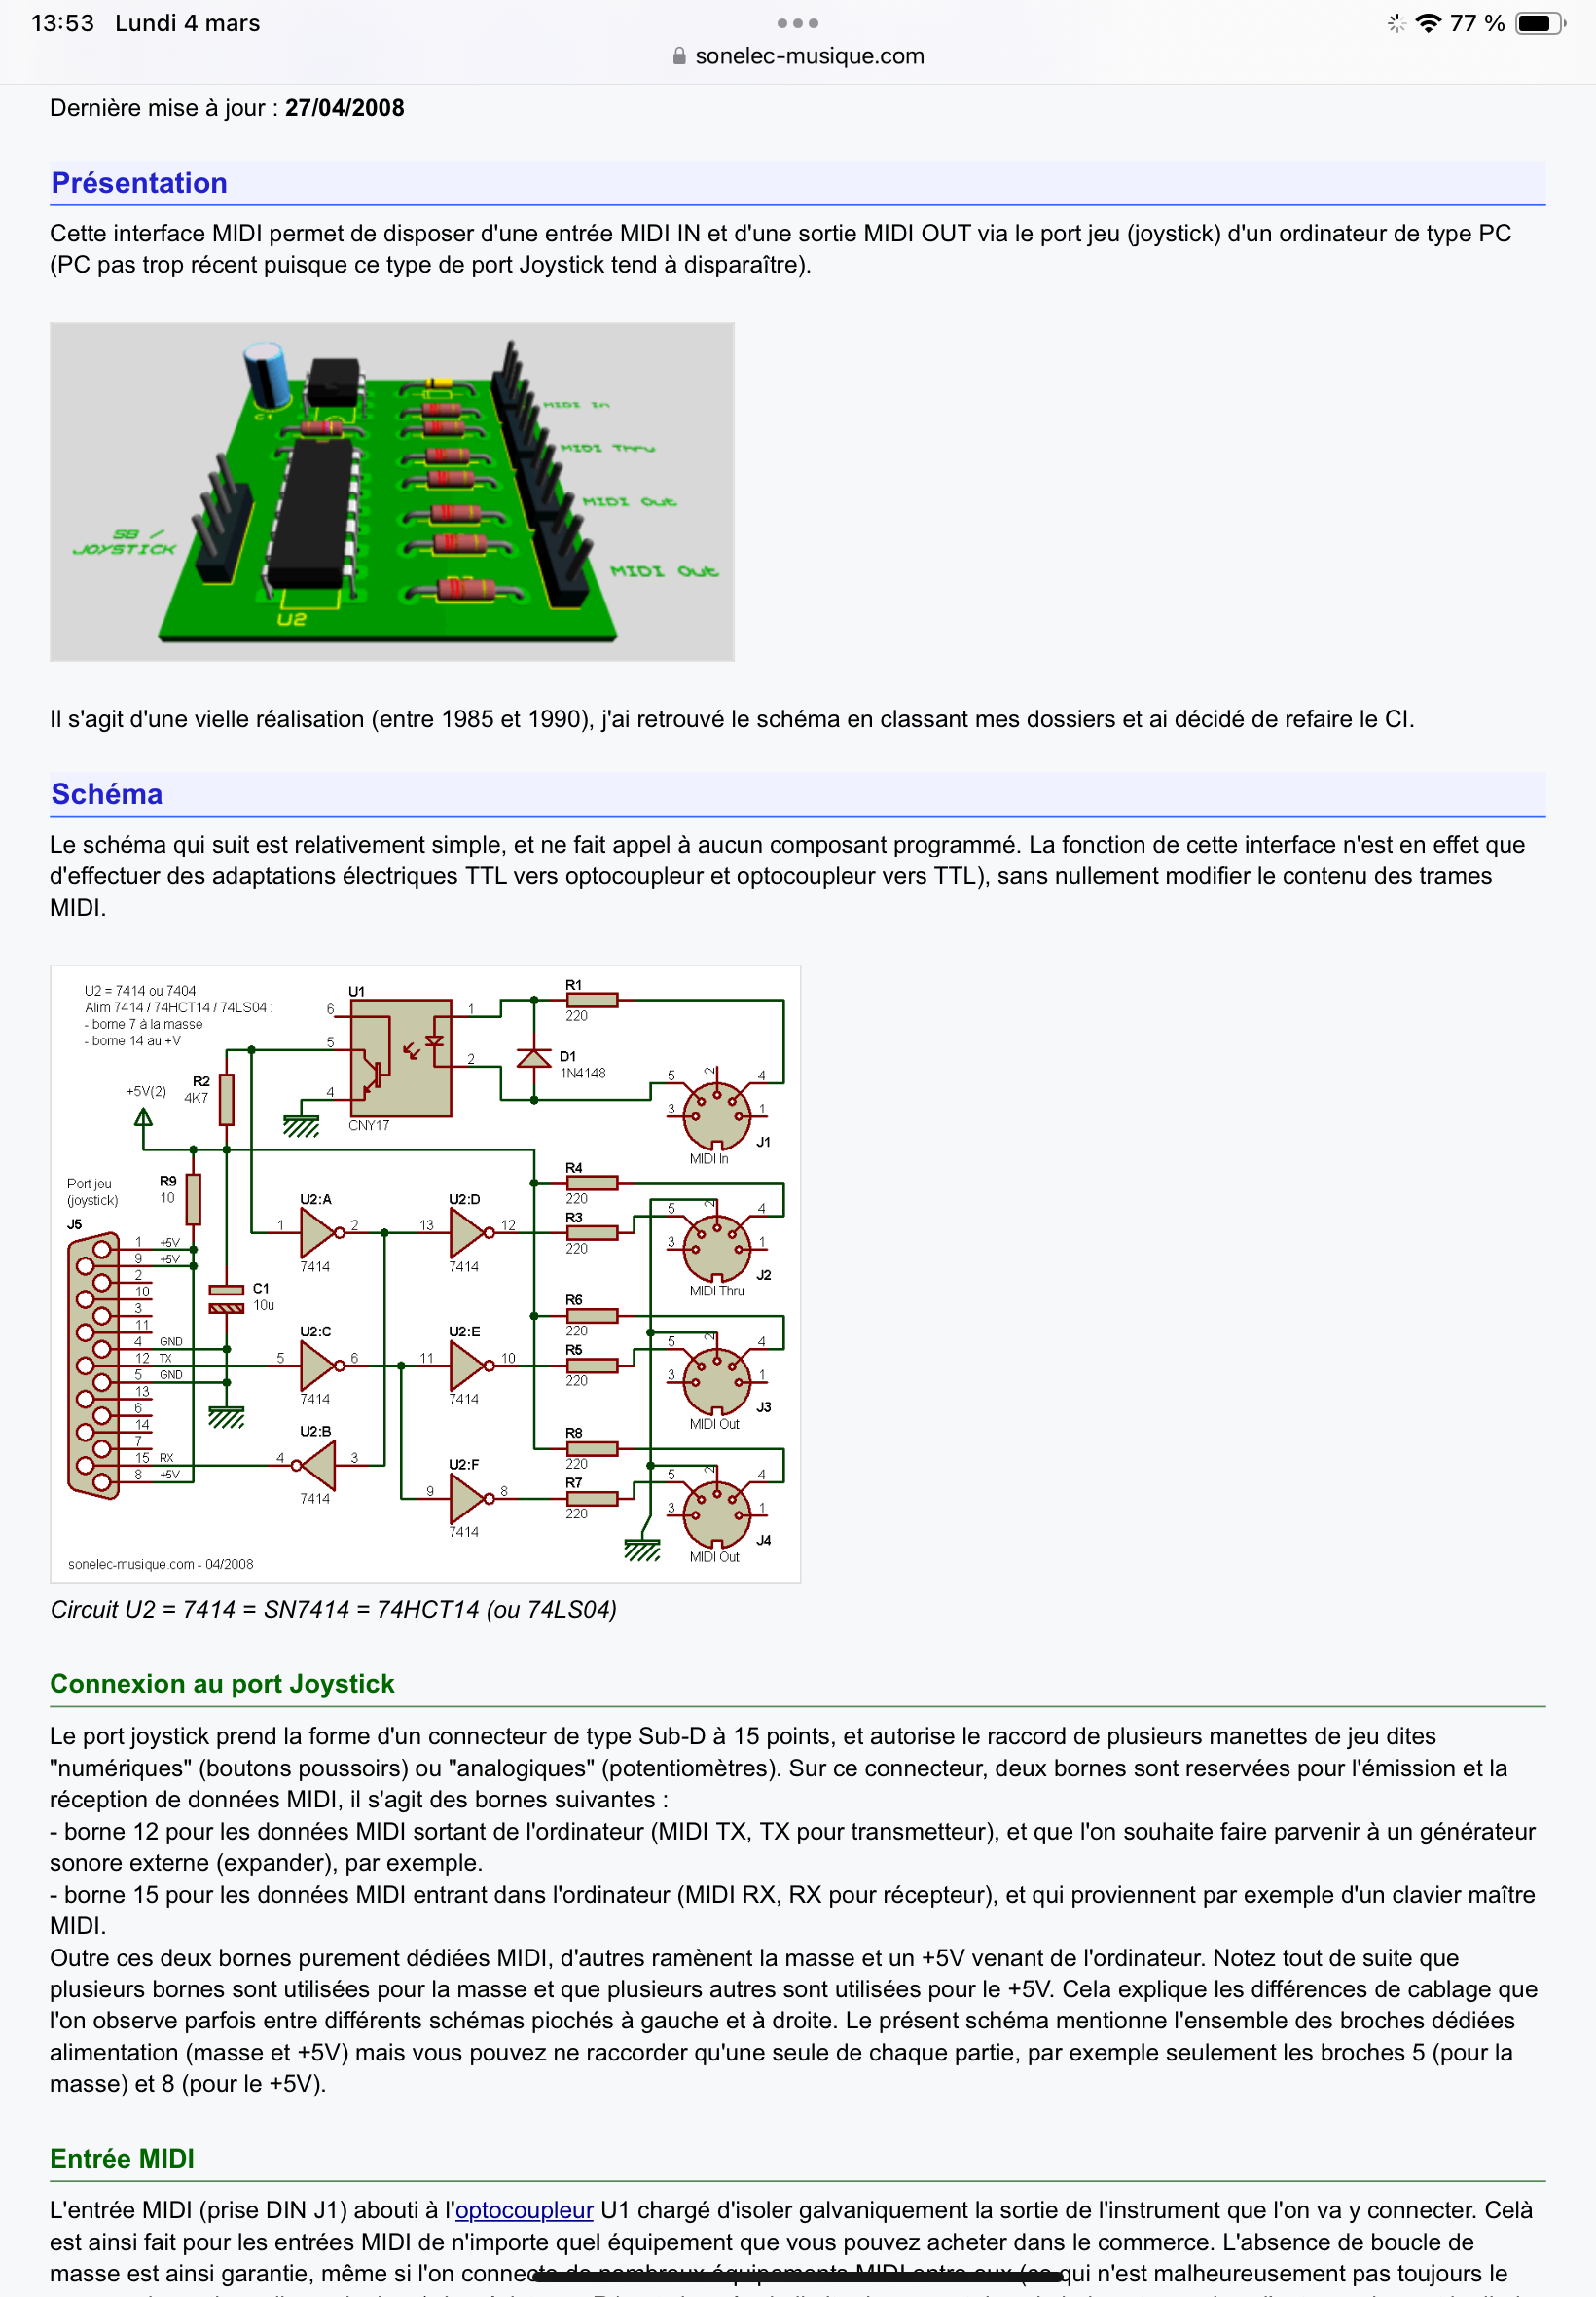 13:53 Lundi 4 mars
77 %
sonelec-musique.com
Dernière mise à jour : 27/04/2008
Présentation
Cette interface MIDI permet de disposer d'une entrée MIDI IN et d'une sortie MIDI OUT via le port jeu (joystick) d'un ordinateur de type PC
(PC pas trop récent puisque ce type de port Joystick tend à disparaître).
C1
MIDI In
MIDI Thru
MIDI Out
SB /
JOYSTICK
MIDI Out
U2
Il s'agit d'une vielle réalisation (entre 1985 et 1990), j'ai retrouvé le schéma en classant mes dossiers et ai décidé de refaire le CI.
Schéma
Le schéma qui suit est relativement simple, et ne fait appel à aucun composant programmé. La fonction de cette interface n'est en effet que
d'effectuer des adaptations électriques TTL vers optocoupleur et optocoupleur vers TTL), sans nullement modifier le contenu des trames
MIDI.
U2 = 7414 ou 7404
Alim 7414 / 74HCT14 / 74LS04 :
- borne 7 à la masse
- borne 14 au +V
U1
6
5
4
1
2
CNY17
R1
220
D1
1N4148
5 2 4
3 1
J1
MIDI In
R2
4K7
+5V(2)
Port jeu
(joystick)
J5
R9
10
U2:A
1 2
7414
U2:D
13 12
7414
R4
220
R3
220
5 2 4
3 1
J2
MIDI Thru
1 +5V
9 +5V
2
10
3
11
4 GND
12 TX
5 GND
13
6
14
7
15 RX
8 +5V
C1
10u
U2:C
5 6
7414
U2:E
11 10
7414
R6
220
R5
220
5 2 4
3 1
J3
MIDI Out
U2:B
4 3
7414
U2:F
9 8
7414
R8
220
R7
220
5 2 4
3 1
J4
MIDI Out
sonelec-musique.com - 04/2008
Circuit U2 = 7414 = SN7414 = 74HCT14 (ou 74LS04)
Connexion au port Joystick
Le port joystick prend la forme d'un connecteur de type Sub-D à 15 points, et autorise le raccord de plusieurs manettes de jeu dites
"numériques" (boutons poussoirs) ou "analogiques" (potentiomètres). Sur ce connecteur, deux bornes sont reservées pour l'émission et la
réception de données MIDI, il s'agit des bornes suivantes :
- borne 12 pour les données MIDI sortant de l'ordinateur (MIDI TX, TX pour transmetteur), et que l'on souhaite faire parvenir à un générateur
sonore externe (expander), par exemple.
- borne 15 pour les données MIDI entrant dans l'ordinateur (MIDI RX, RX pour récepteur), et qui proviennent par exemple d'un clavier maître
MIDI.
Outre ces deux bornes purement dédiées MIDI, d'autres ramènent la masse et un +5V venant de l'ordinateur. Notez tout de suite que
plusieurs bornes sont utilisées pour la masse et que plusieurs autres sont utilisées pour le +5V. Cela explique les différences de cablage que
l'on observe parfois entre différents schémas piochés à gauche et à droite. Le présent schéma mentionne l'ensemble des broches dédiées
alimentation (masse et +5V) mais vous pouvez ne raccorder qu'une seule de chaque partie, par exemple seulement les broches 5 (pour la
masse) et 8 (pour le +5V).
Entrée MIDI
L'entrée MIDI (prise DIN J1) abouti à l'optocoupleur U1 chargé d'isoler galvaniquement la sortie de l'instrument que l'on va y connecter. Celà
est ainsi fait pour les entrées MIDI de n'importe quel équipement que vous pouvez acheter dans le commerce. L'absence de boucle de
masse est ainsi garantie, même si l'on connecte de nombreux équipements MIDI entre eux (ce qui n'est malheureusement pas toujours le